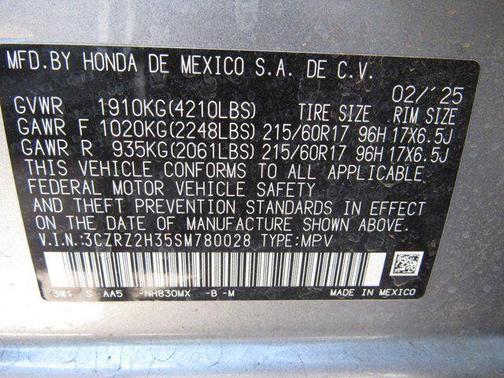 MFD.BY HONDA DE MEXICO S.A. DE C.V.
02/'25
GVWR 1910KG(4210LBS) TIRE SIZE RIM SIZE
GAWR F 1020KG(2248LBS) 215/60R17 96H 17X6.5J
GAWR R 935KG(2061LBS) 215/60R17 96H 17X6.5J
THIS VEHICLE CONFORMS TO ALL APPLICABLE
FEDERAL MOTOR VEHICLE SAFETY
AND THEFT PREVENTION STANDARDS IN EFFECT
ON THE DATE OF MANUFACTURE SHOWN ABOVE.
V.I.N.:3CZRZ2H35SM780028 TYPE:MPV
3W1 S -AA5 -NH830MX -B -M MADE IN MEXICO